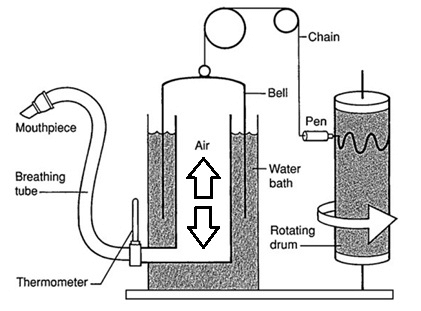 Chain
Bell
Pen
Mouthpiece
Air
Breathing
tube
Water
bath
Rotating
drum
Thermometer